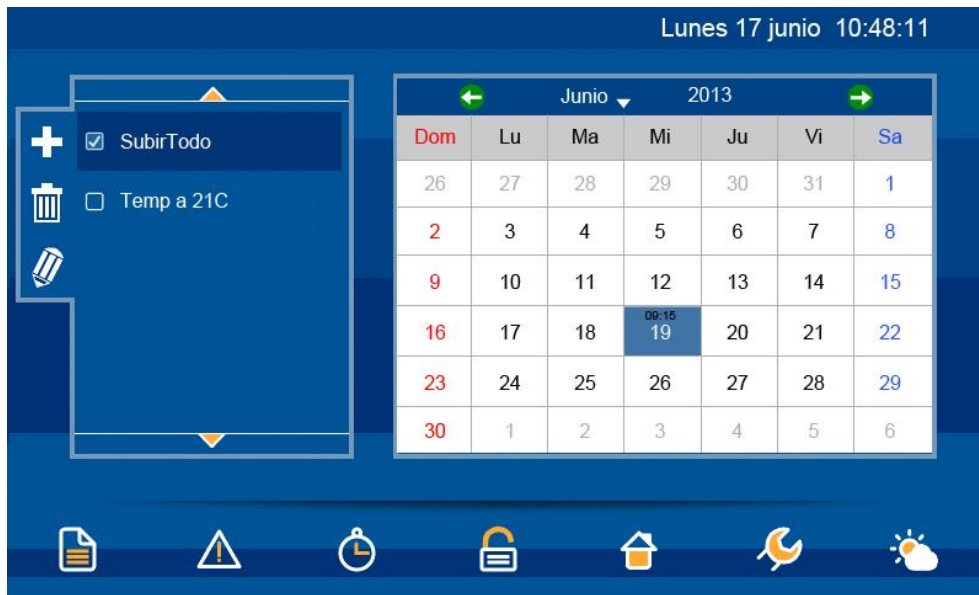 Lunes 17 junio 10:48:11
SubirTodo
Temp a 21C
Junio 2013
Dom Lu Ma Mi Ju Vi Sa
26 27 28 29 30 31 1
2 3 4 5 6 7 8
9 10 11 12 13 14 15
09:15
16 17 18 19 20 21 22
23 24 25 26 27 28 29
30 1 2 3 4 5 6